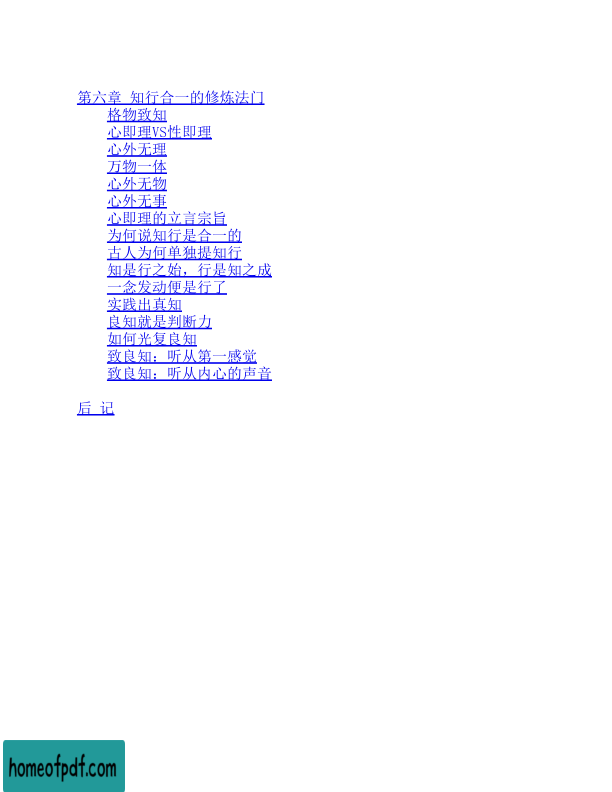 第六章 知行合一的修炼法门
格物致知
心即理VS性即理
心外无理
万物一体
心外无物
心外无事
心即理的立言宗旨
为何说知行是合一的
古人为何单独提知行
知是行之始，行是知之成
一念发动便是行了
实践出真知
良知就是判断力
如何光复良知
致良知：听从第一感觉
致良知：听从内心的声音
后 记
homeofpdf.com